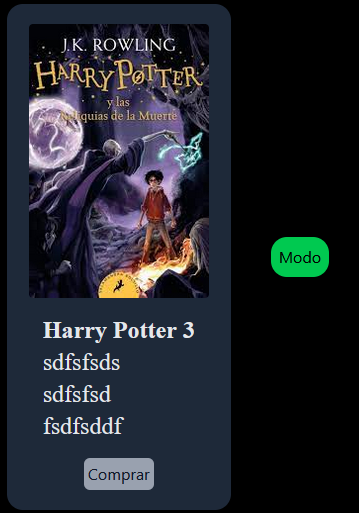 J.K. ROWLING
HARRY POTTER
y las
Reliquias de la Muerte
Harry Potter 3
sdfsfsds
sdfsfsd
fsdfsddf
Comprar
Modo